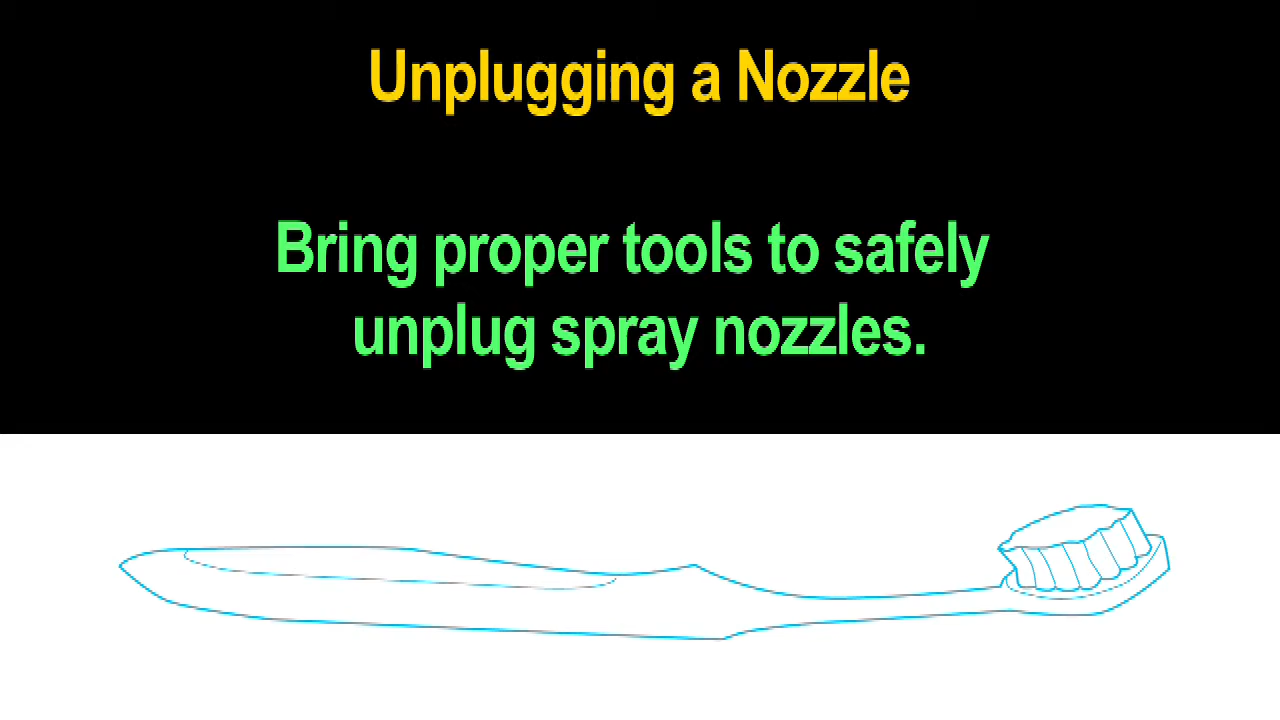 Unplugging a Nozzle
Bring proper tools to safely
unplug spray nozzles.